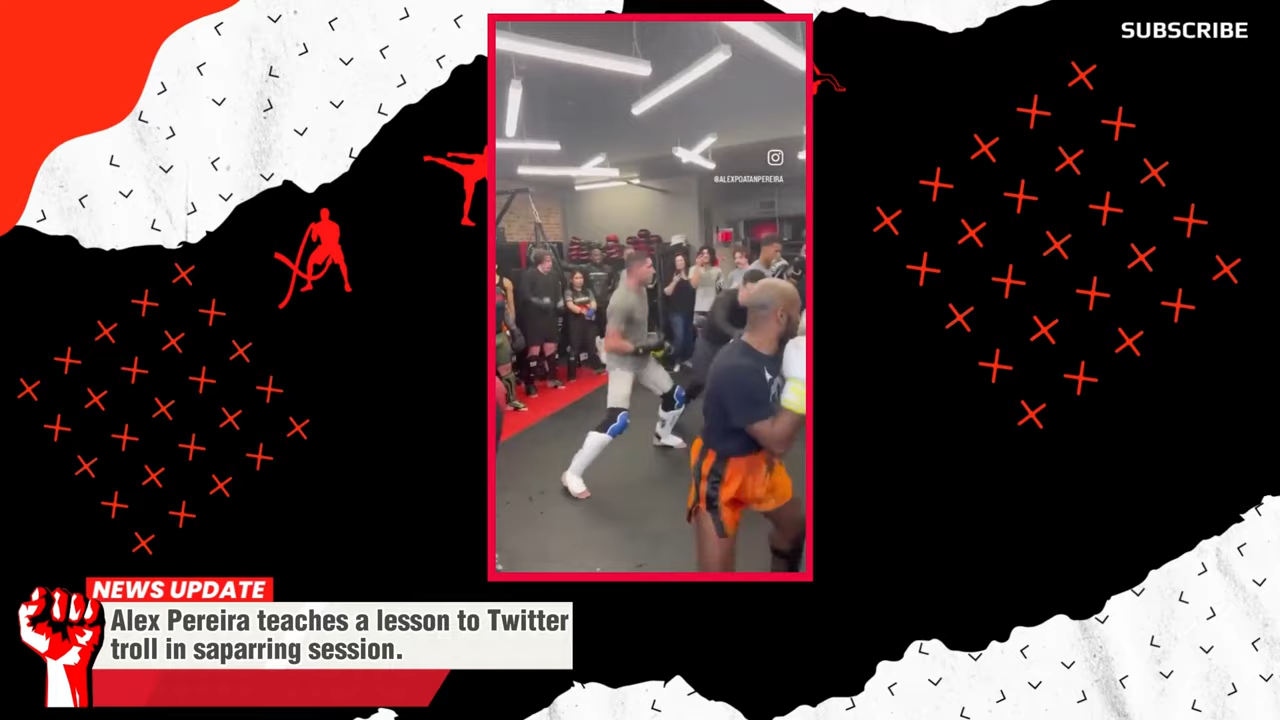 SUBSCRIBE
@ALEXPOATANPEREIRA
NEWS UPDATE
Alex Pereira teaches a lesson to Twitter
troll in saparring session.